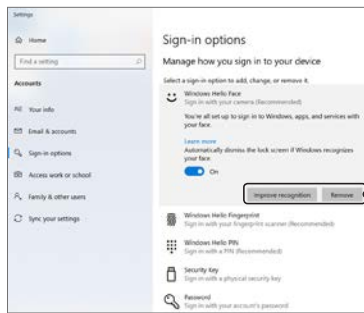 Settings
Home
Find a setting
Accounts
Your info
Email & accounts
Sign-in options
Access work or school
Family & other users
Sync your settings
Sign-in options
Manage how you sign in to your device
Select a sign-in option to add, change, or remove it.
Windows Hello Face
Sign in with your camera (Recommended)
You're all set up to sign in to Windows, apps, and services with
your face.
Learn more
Automatically dismiss the lock screen if Windows recognizes
your face.
On
Improve recognition
Remove
Windows Hello Fingerprint
Sign in with your fingerprint scanner (Recommended)
Windows Hello PIN
Sign in with a PIN (Recommended)
Security Key
Sign in with a physical security key
Password
Sign in with your account's password